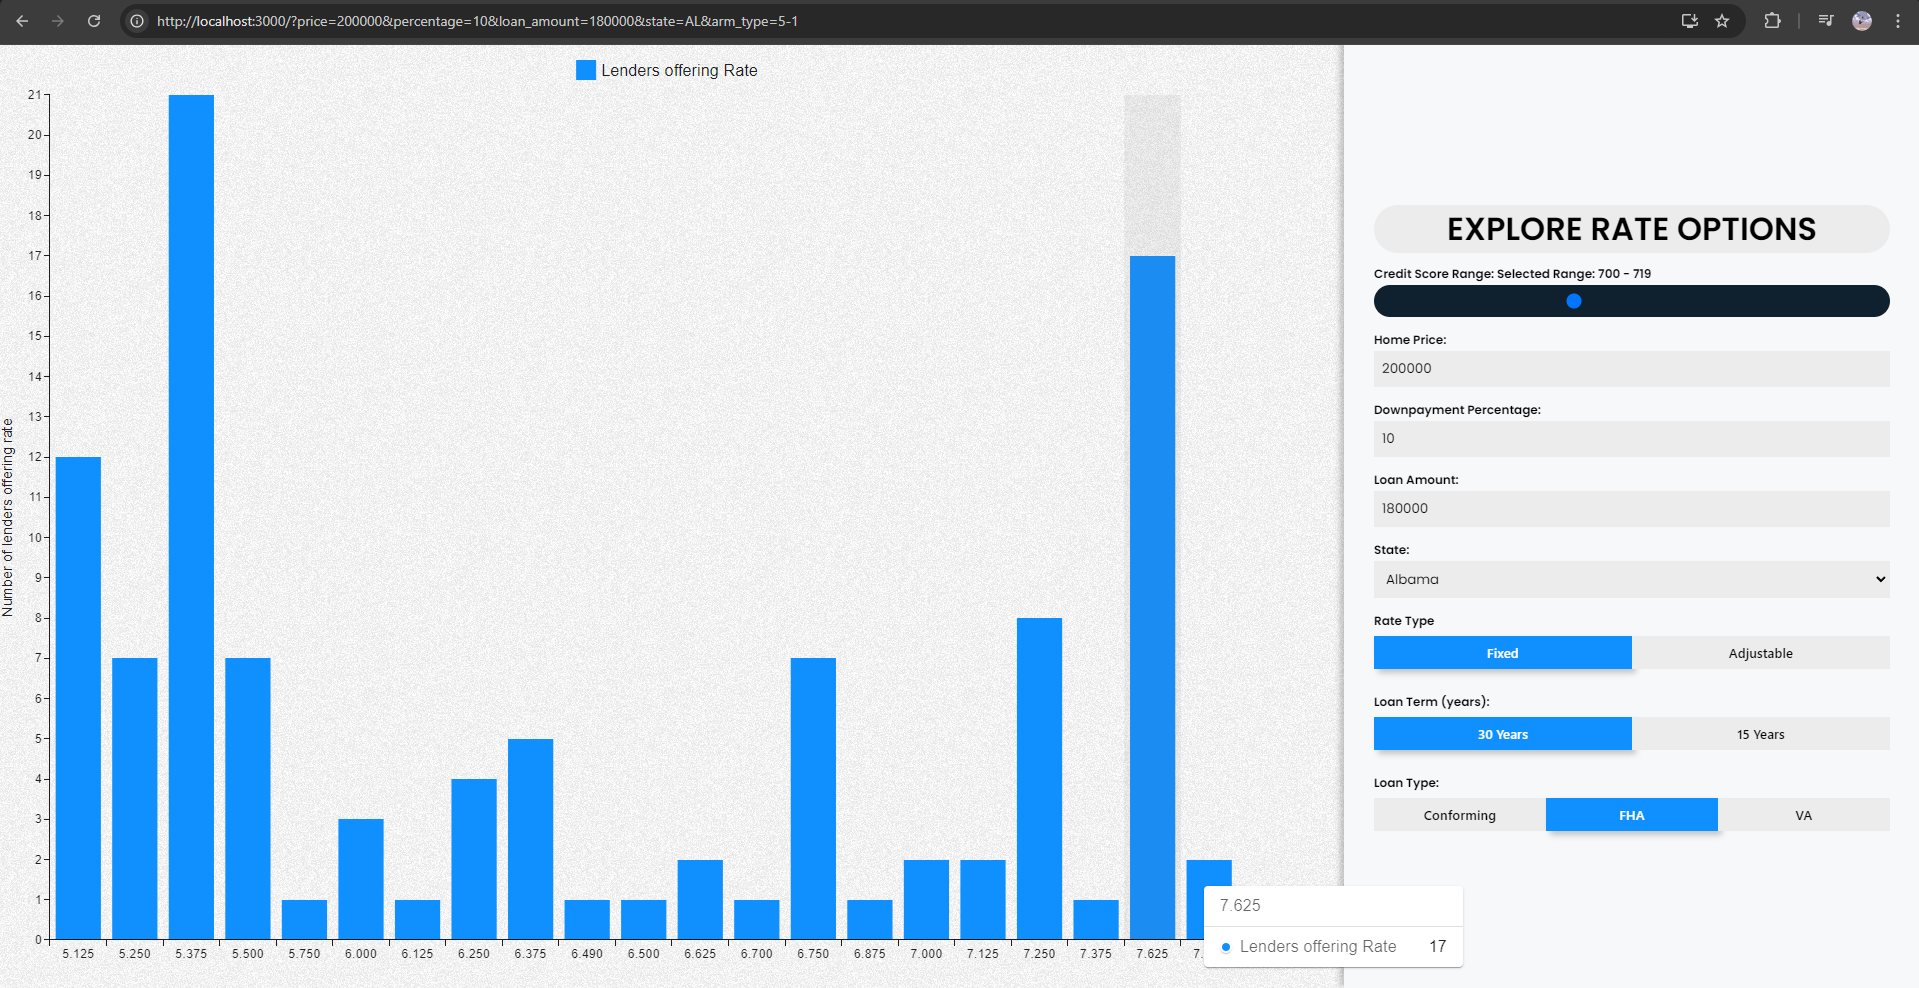 http://localhost:3000/?price=200000&percentage=10&loan_amount=180000&state=AL&arm_type=5-1
Lenders offering Rate
Number of lenders offering rate
21
20
19
18
17
16
15
14
13
12
11
10
9
8
7
6
5
4
3
2
1
0
5.125 5.250 5.375 5.500 5.750 6.000 6.125 6.250 6.375 6.490 6.500 6.625 6.700 6.750 6.875 7.000 7.125 7.250 7.375 7.625
7.625
Lenders offering Rate 17
EXPLORE RATE OPTIONS
Credit Score Range: Selected Range: 700 - 719
Home Price:
200000
Downpayment Percentage:
10
Loan Amount:
180000
State:
Albama
Rate Type
Fixed Adjustable
Loan Term (years):
30 Years 15 Years
Loan Type:
Conforming FHA VA